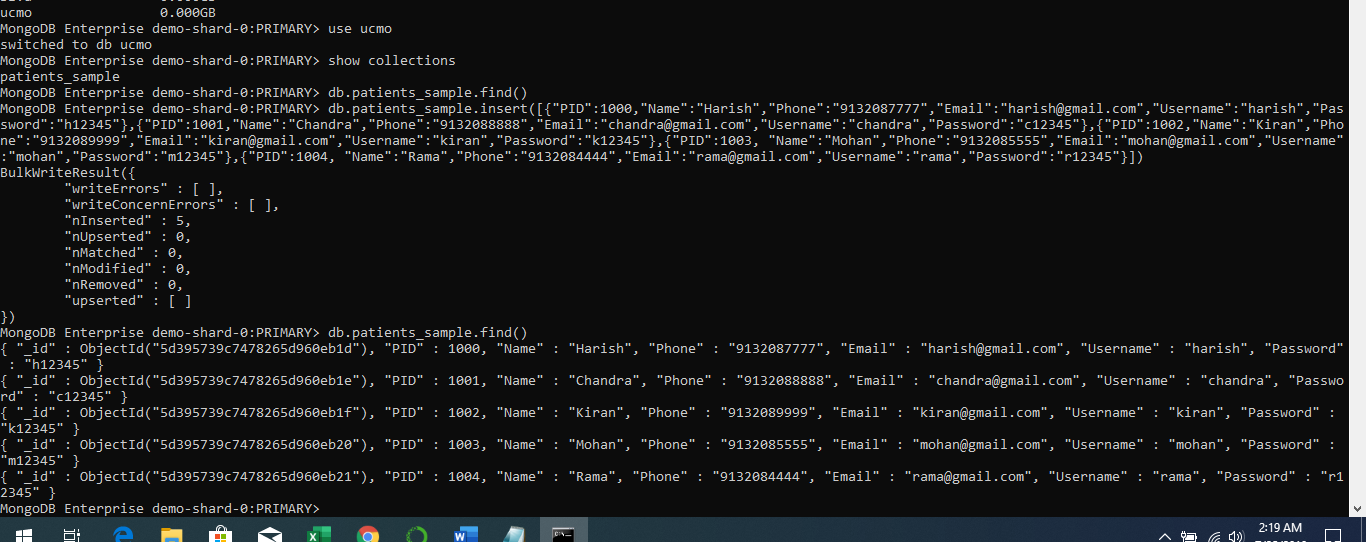 ucmo                0.000GB
MongoDB Enterprise demo-shard-0:PRIMARY> use ucmo
switched to db ucmo
MongoDB Enterprise demo-shard-0:PRIMARY> show collections
patients_sample
MongoDB Enterprise demo-shard-0:PRIMARY> db.patients_sample.find()
MongoDB Enterprise demo-shard-0:PRIMARY> db.patients_sample.insert([{"PID":1000,"Name":"Harish","Phone":"9132087777","Email":"harish@gmail.com","Username":"harish","Pas
sword":"h12345"},{"PID":1001,"Name":"Chandra","Phone":"9132088888","Email":"chandra@gmail.com","Username":"chandra","Password":"c12345"},{"PID":1002,"Name":"Kiran","Pho
ne":"9132089999","Email":"kiran@gmail.com","Username":"kiran","Password":"k12345"},{"PID":1003, "Name":"Mohan","Phone":"9132085555","Email":"mohan@gmail.com","Username"
:"mohan","Password":"m12345"},{"PID":1004, "Name":"Rama","Phone":"9132084444","Email":"rama@gmail.com","Username":"rama","Password":"r12345"}])
BulkWriteResult({
        "writeErrors" : [ ],
        "writeConcernErrors" : [ ],
        "nInserted" : 5,
        "nUpserted" : 0,
        "nMatched" : 0,
        "nModified" : 0,
        "nRemoved" : 0,
        "upserted" : [ ]
})
MongoDB Enterprise demo-shard-0:PRIMARY> db.patients_sample.find()
{ "_id" : ObjectId("5d395739c7478265d960eb1d"), "PID" : 1000, "Name" : "Harish", "Phone" : "9132087777", "Email" : "harish@gmail.com", "Username" : "harish", "Password"
 : "h12345" }
{ "_id" : ObjectId("5d395739c7478265d960eb1e"), "PID" : 1001, "Name" : "Chandra", "Phone" : "9132088888", "Email" : "chandra@gmail.com", "Username" : "chandra", "Passwo
rd" : "c12345" }
{ "_id" : ObjectId("5d395739c7478265d960eb1f"), "PID" : 1002, "Name" : "Kiran", "Phone" : "9132089999", "Email" : "kiran@gmail.com", "Username" : "kiran", "Password" :
"k12345" }
{ "_id" : ObjectId("5d395739c7478265d960eb20"), "PID" : 1003, "Name" : "Mohan", "Phone" : "9132085555", "Email" : "mohan@gmail.com", "Username" : "mohan", "Password" :
"m12345" }
{ "_id" : ObjectId("5d395739c7478265d960eb21"), "PID" : 1004, "Name" : "Rama", "Phone" : "9132084444", "Email" : "rama@gmail.com", "Username" : "rama", "Password" : "r1
2345" }
MongoDB Enterprise demo-shard-0:PRIMARY>
2:19 AM